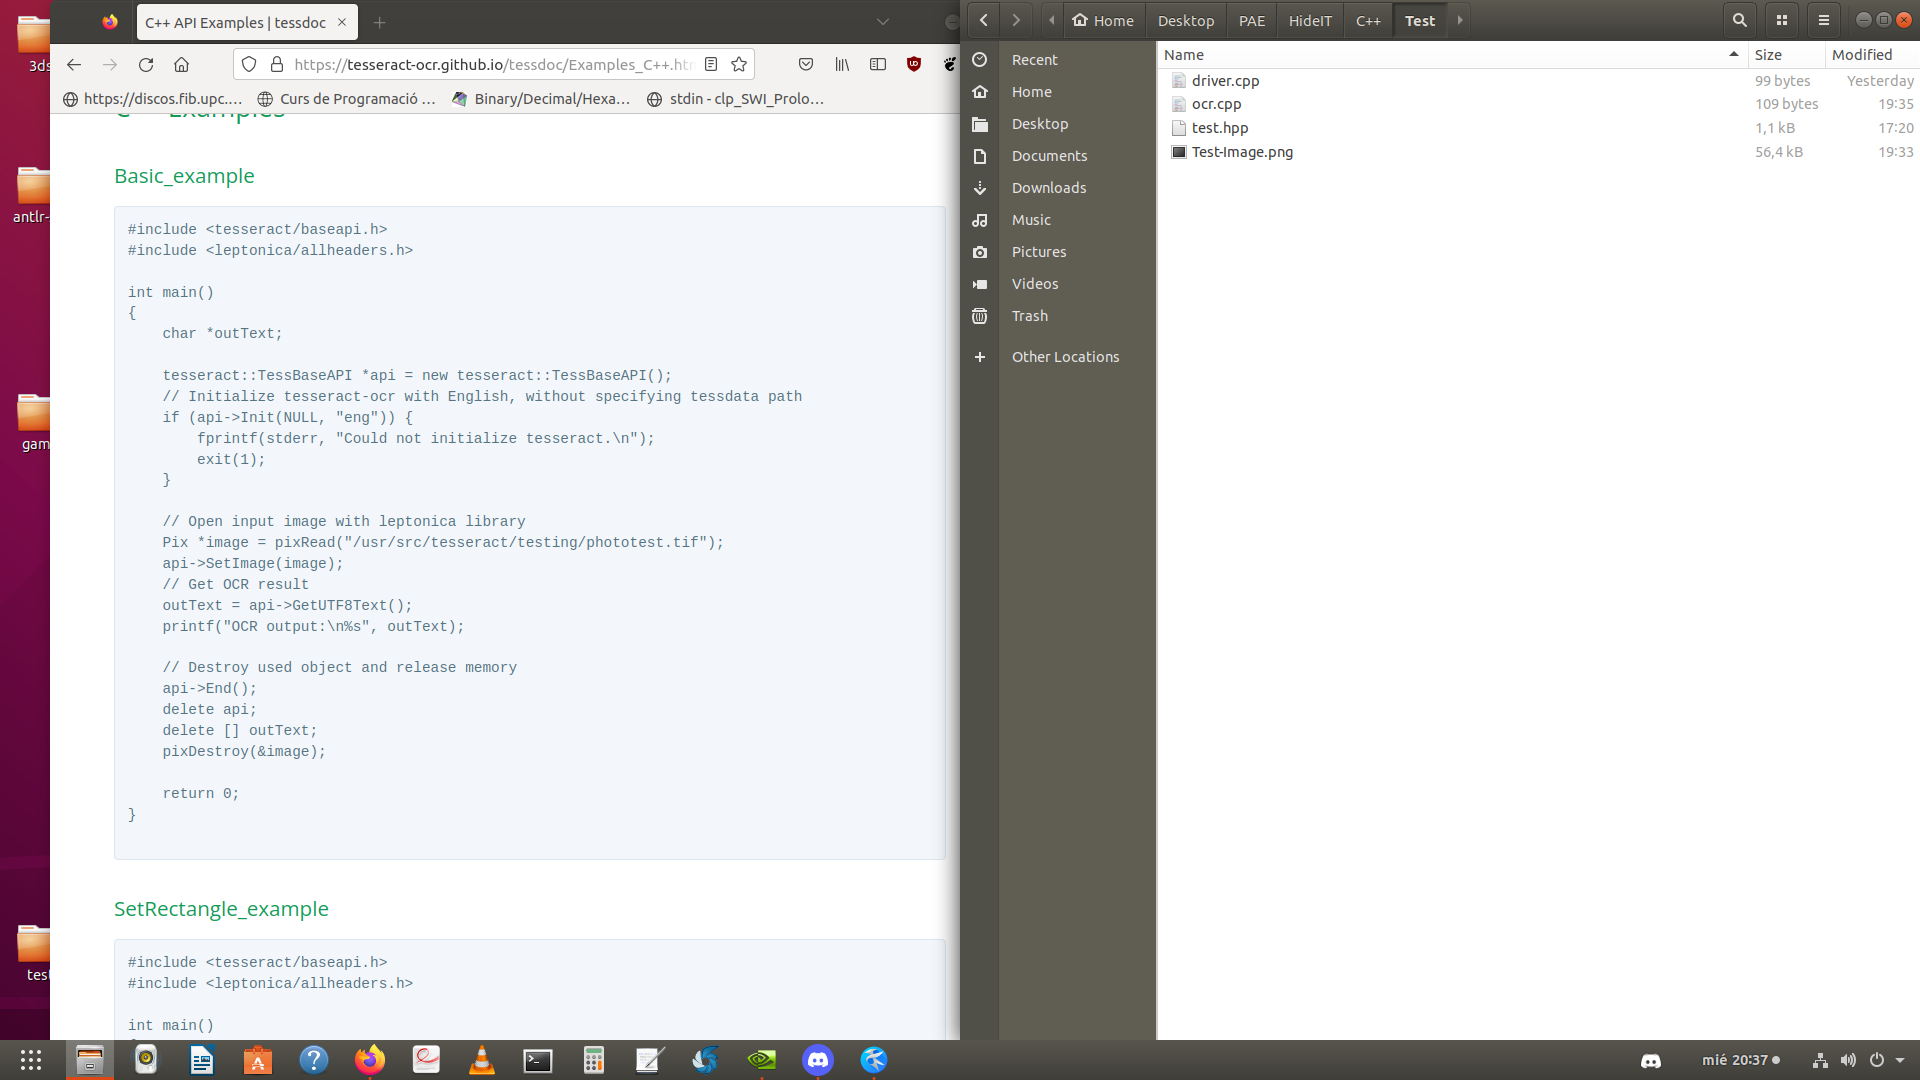 3ds
antlr-
gam
test
C++ API Examples | tessdoc
https://tesseract-ocr.github.io/tessdoc/Examples_C++.htm
https://discos.fib.upc.... Curs de Programació ... Binary/Decimal/Hexa... stdin - clp_SWI_Prolo...
Basic_example
#include <tesseract/baseapi.h>
#include <leptonica/allheaders.h>
int main()
{
    char *outText;
    tesseract::TessBaseAPI *api = new tesseract::TessBaseAPI();
    // Initialize tesseract-ocr with English, without specifying tessdata path
    if (api->Init(NULL, "eng")) {
        fprintf(stderr, "Could not initialize tesseract.\n");
        exit(1);
    }
    // Open input image with leptonica library
    Pix *image = pixRead("/usr/src/tesseract/testing/phototest.tif");
    api->SetImage(image);
    // Get OCR result
    outText = api->GetUTF8Text();
    printf("OCR output:\n%s", outText);
    // Destroy used object and release memory
    api->End();
    delete api;
    delete [] outText;
    pixDestroy(&image);
    return 0;
}
SetRectangle_example
#include <tesseract/baseapi.h>
#include <leptonica/allheaders.h>
int main()
Home Desktop PAE HideIT C++ Test
Recent
Home
Desktop
Documents
Downloads
Music
Pictures
Videos
Trash
Other Locations
Name Size Modified
driver.cpp 99 bytes Yesterday
ocr.cpp 109 bytes 19:35
test.hpp 1,1 kB 17:20
Test-Image.png 56,4 kB 19:33
mié 20:37